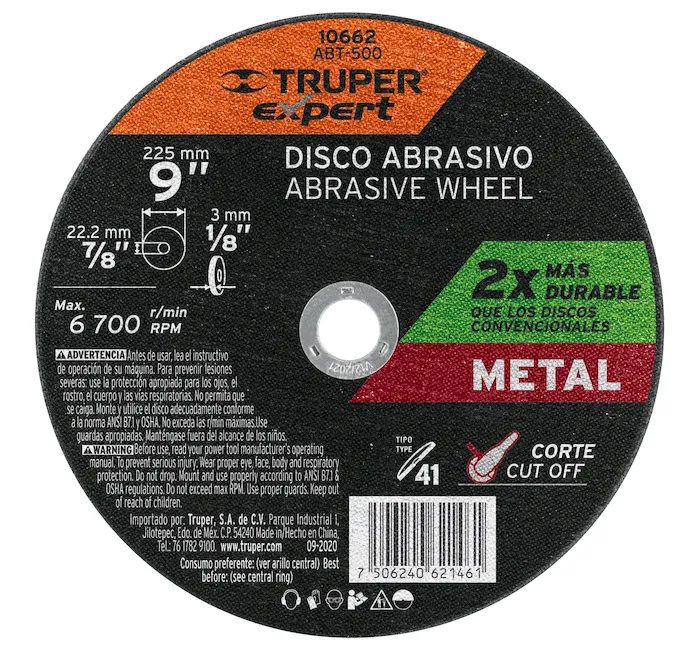 10662
ABT-500
TRUPER®
expert
225 mm
9"
22.2 mm
7/8"
3 mm
1/8"
DISCO ABRASIVO
ABRASIVE WHEEL
2x MÁS
DURABLE
QUE LOS DISCOS
CONVENCIONALES
Max.
6 700 r/min
RPM
METAL
ADVERTENCIA Antes de usar, lea el instructivo
de operación de su máquina. Para prevenir lesiones
severas: use la protección apropiada para los ojos, el
rostro, el cuerpo y las vías respiratorias. No permita que
se caiga. Monte y utilice el disco adecuadamente conforme
a la norma ANSI B7.1 y OSHA. No exceda las r/min máximas.Use
guardas apropiadas. Manténgase fuera del alcance de los niños.
WARNING Before use, read your power tool manufacturer's operating
manual. To prevent serious injury: Wear proper eye, face, body and respiratory
protection. Do not drop. Mount and use properly according to ANSI B7.1 &
OSHA regulations. Do not exceed max RPM. Use proper guards. Keep out
of reach of children.
TIPO
TYPE
41
CORTE
CUT OFF
Importado por: Truper, S.A. de C.V. Parque Industrial 1,
Jilotepec, Edo. de Méx. C.P. 54240 Made in/Hecho en China,
Tel.: 76 1782 9100. www.truper.com 09-2020
Consumo preferente: (ver arillo central) Best
before: (see central ring)
7 506240 621461